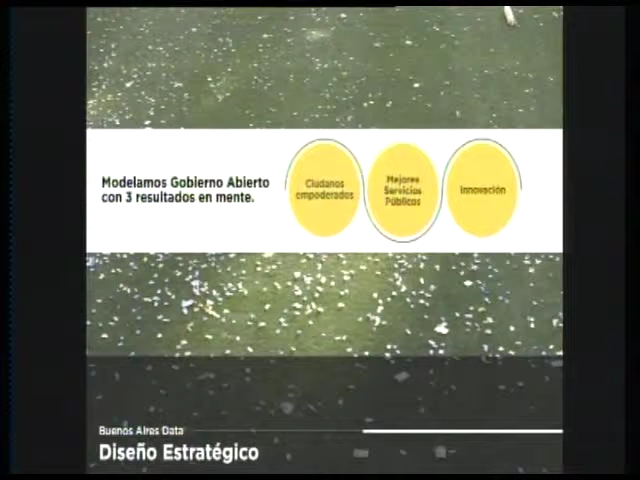 Modelamos Gobierno Abierto
con 3 resultados en mente.
Ciudanos
empoderados
Mejores
Servicios
Públicos
Innovación
Buenos Aires Data
Diseño Estratégico